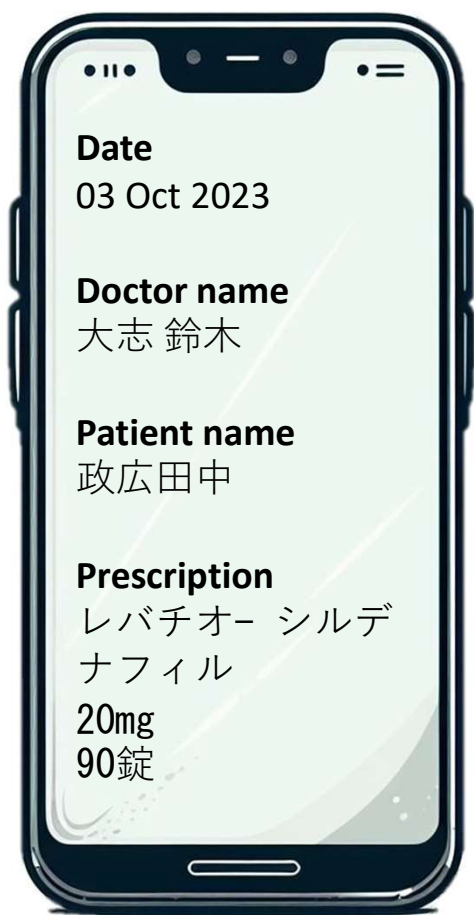 Date
03 Oct 2023
Doctor name
大志 鈴木
Patient name
政広田中
Prescription
レバチオ– シルデ
ナフィル
20mg
90錠